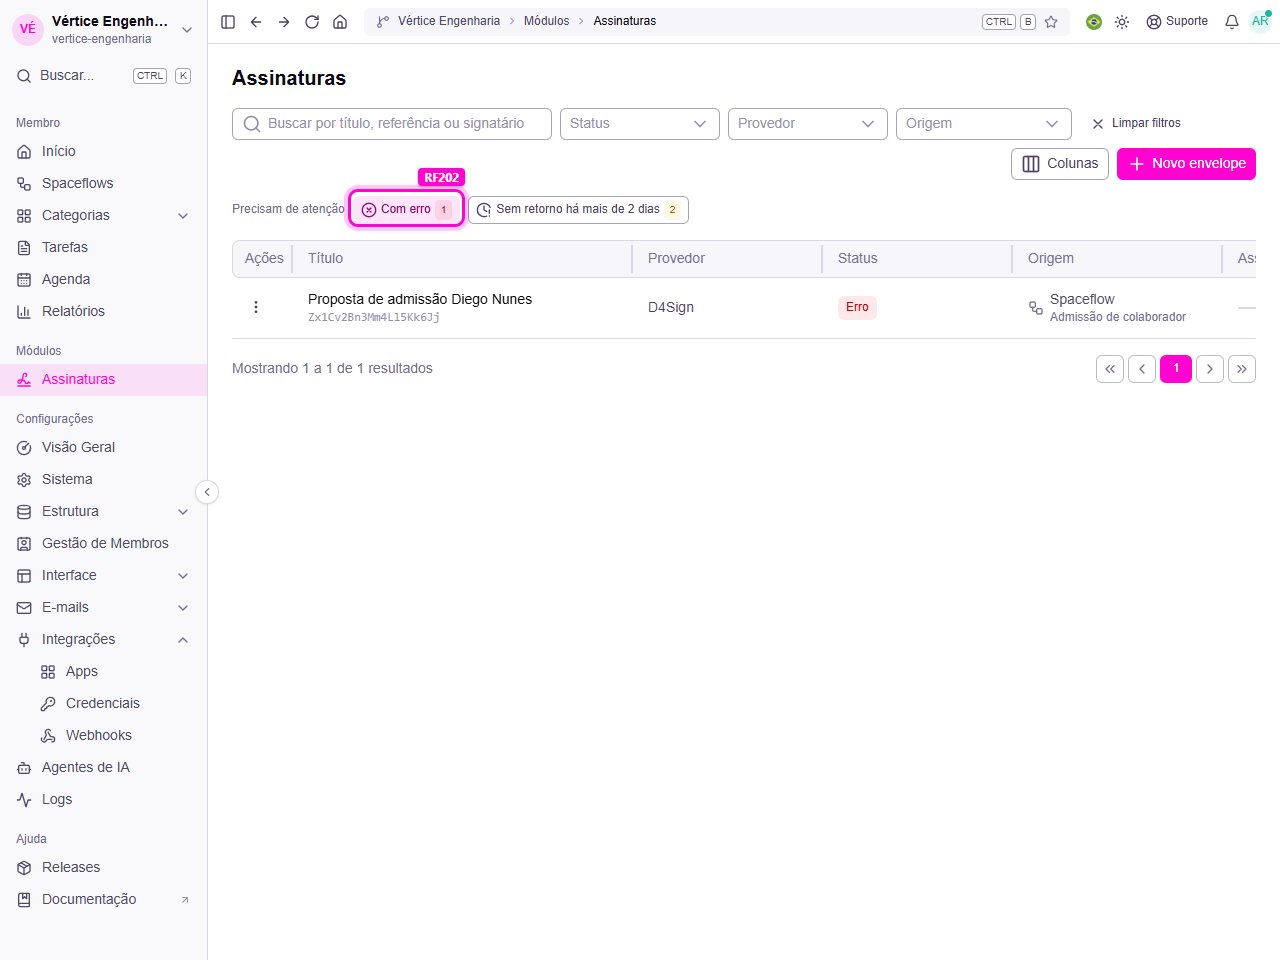 VÉ
Vértice Engenh...
vertice-engenharia
Buscar... CTRL K
Membro
Início
Spaceflows
Categorias
Tarefas
Agenda
Relatórios
Módulos
Assinaturas
Configurações
Visão Geral
Sistema
Estrutura
Gestão de Membros
Interface
E-mails
Integrações
Apps
Credenciais
Webhooks
Agentes de IA
Logs
Ajuda
Releases
Documentação
Vértice Engenharia Módulos Assinaturas CTRL B Suporte AR
Assinaturas
Buscar por título, referência ou signatário Status Provedor Origem Limpar filtros
Colunas Novo envelope
RF202
Precisam de atenção Com erro 1 Sem retorno há mais de 2 dias 2
Ações Título Provedor Status Origem As
Proposta de admissão Diego Nunes
Zx1Cv2Bn3Mm4Ll5Kk6Jj
D4Sign
Erro
Spaceflow
Admissão de colaborador
—
Mostrando 1 a 1 de 1 resultados
1